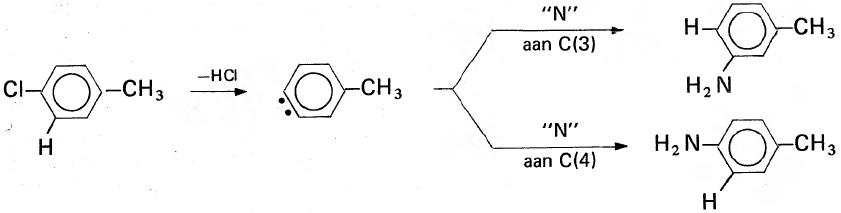 "N"
aan C(3)
H
CH₃
H₂N
Cl
CH₃
H
–HCl
CH₃
"N"
aan C(4)
H₂N
CH₃
H